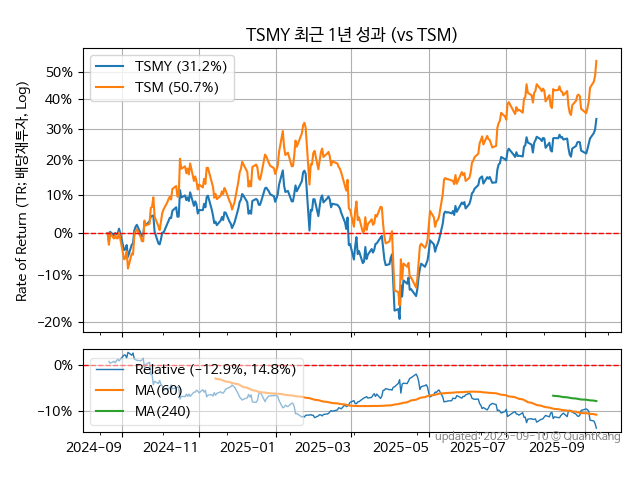 TSMY 최근 1년 성과 (vs TSM)
Rate of Return (TR: 배당재투자, Log)
TSMY (31.2%)
TSM (50.7%)
50%
40%
30%
20%
10%
0%
−10%
−20%
Relative (−12.9%, 14.8%)
MA(60)
MA(240)
0%
−10%
2024−09
2024−11
2025−01
2025−03
2025−05
2025−07
2025−09
updated: 2025−09−10 © QuantKang